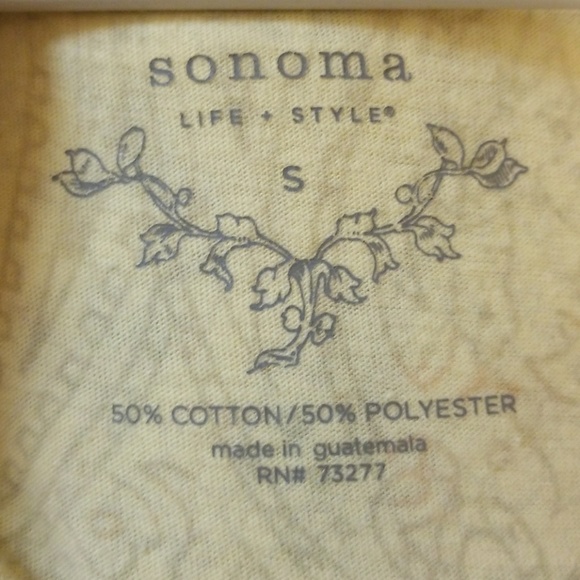 sonoma
LIFE + STYLE®
S
50% COTTON/50% POLYESTER
made in guatemala
RN# 73277